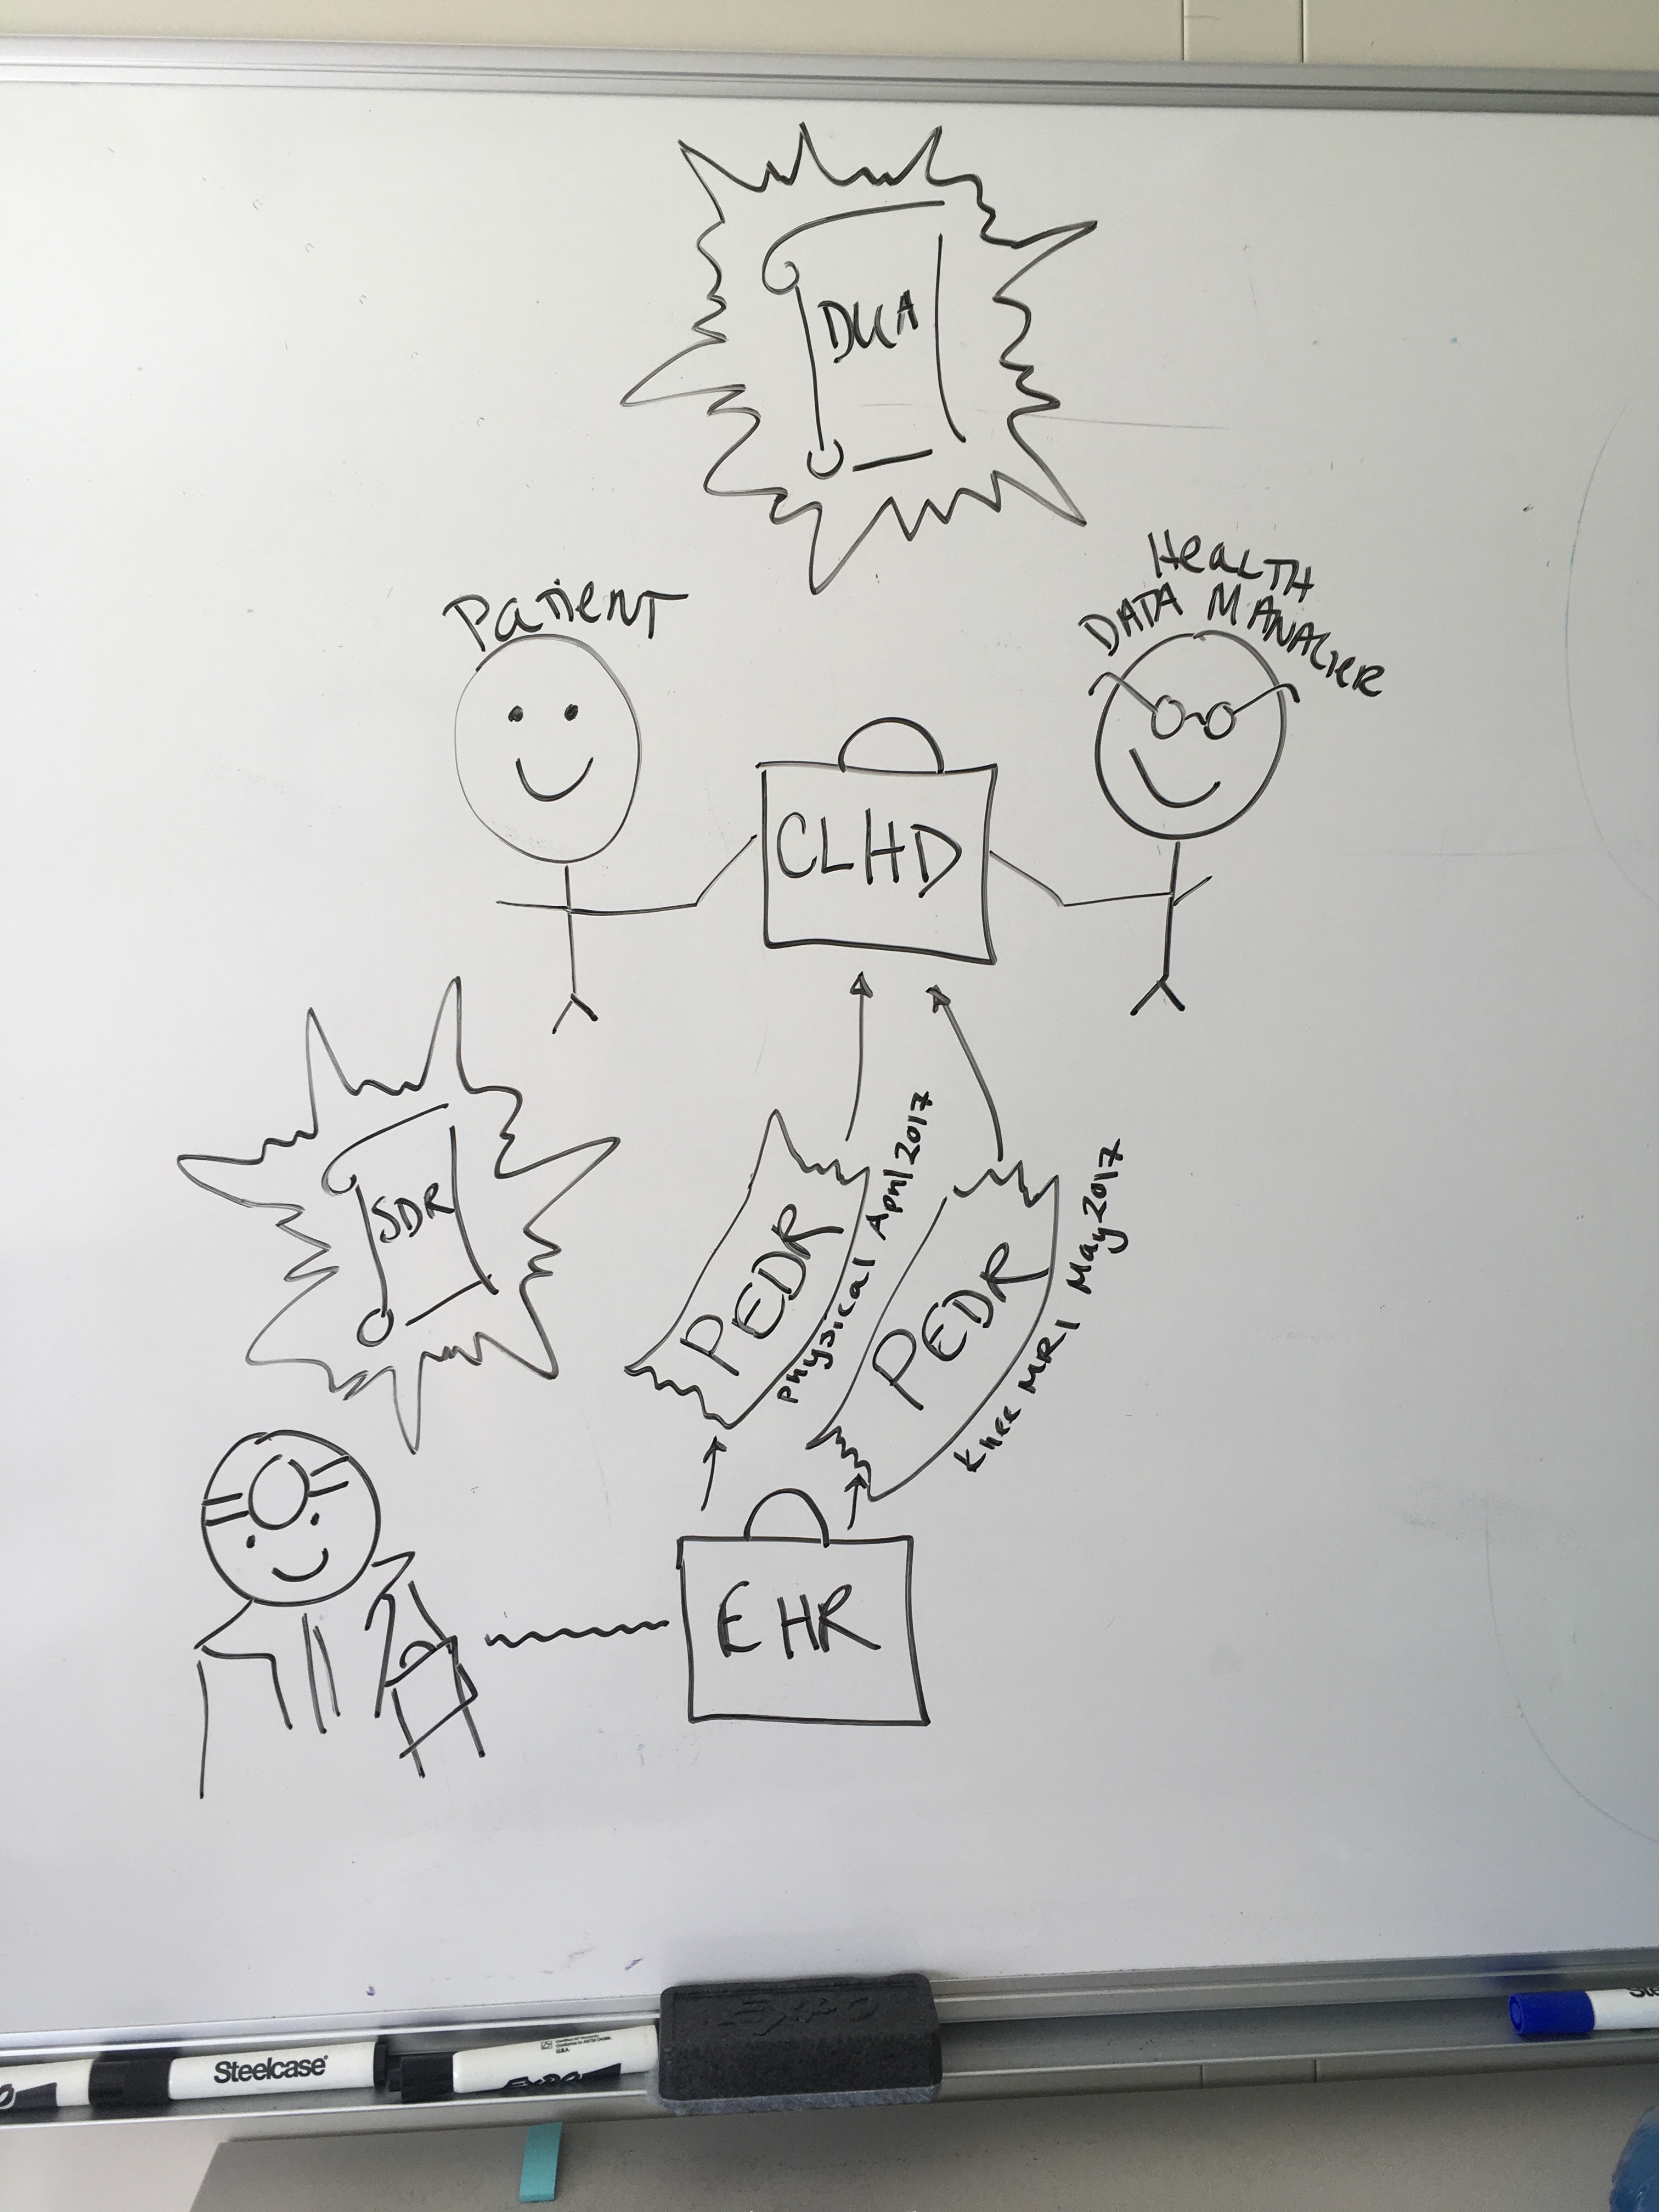 DUA
Patient
Health
Data Manager
CLHD
SDR
PEDR
Physical April 2017
PEDR
Knee MRI May 2017
EHR
EXPO
Steelcase
EXPO